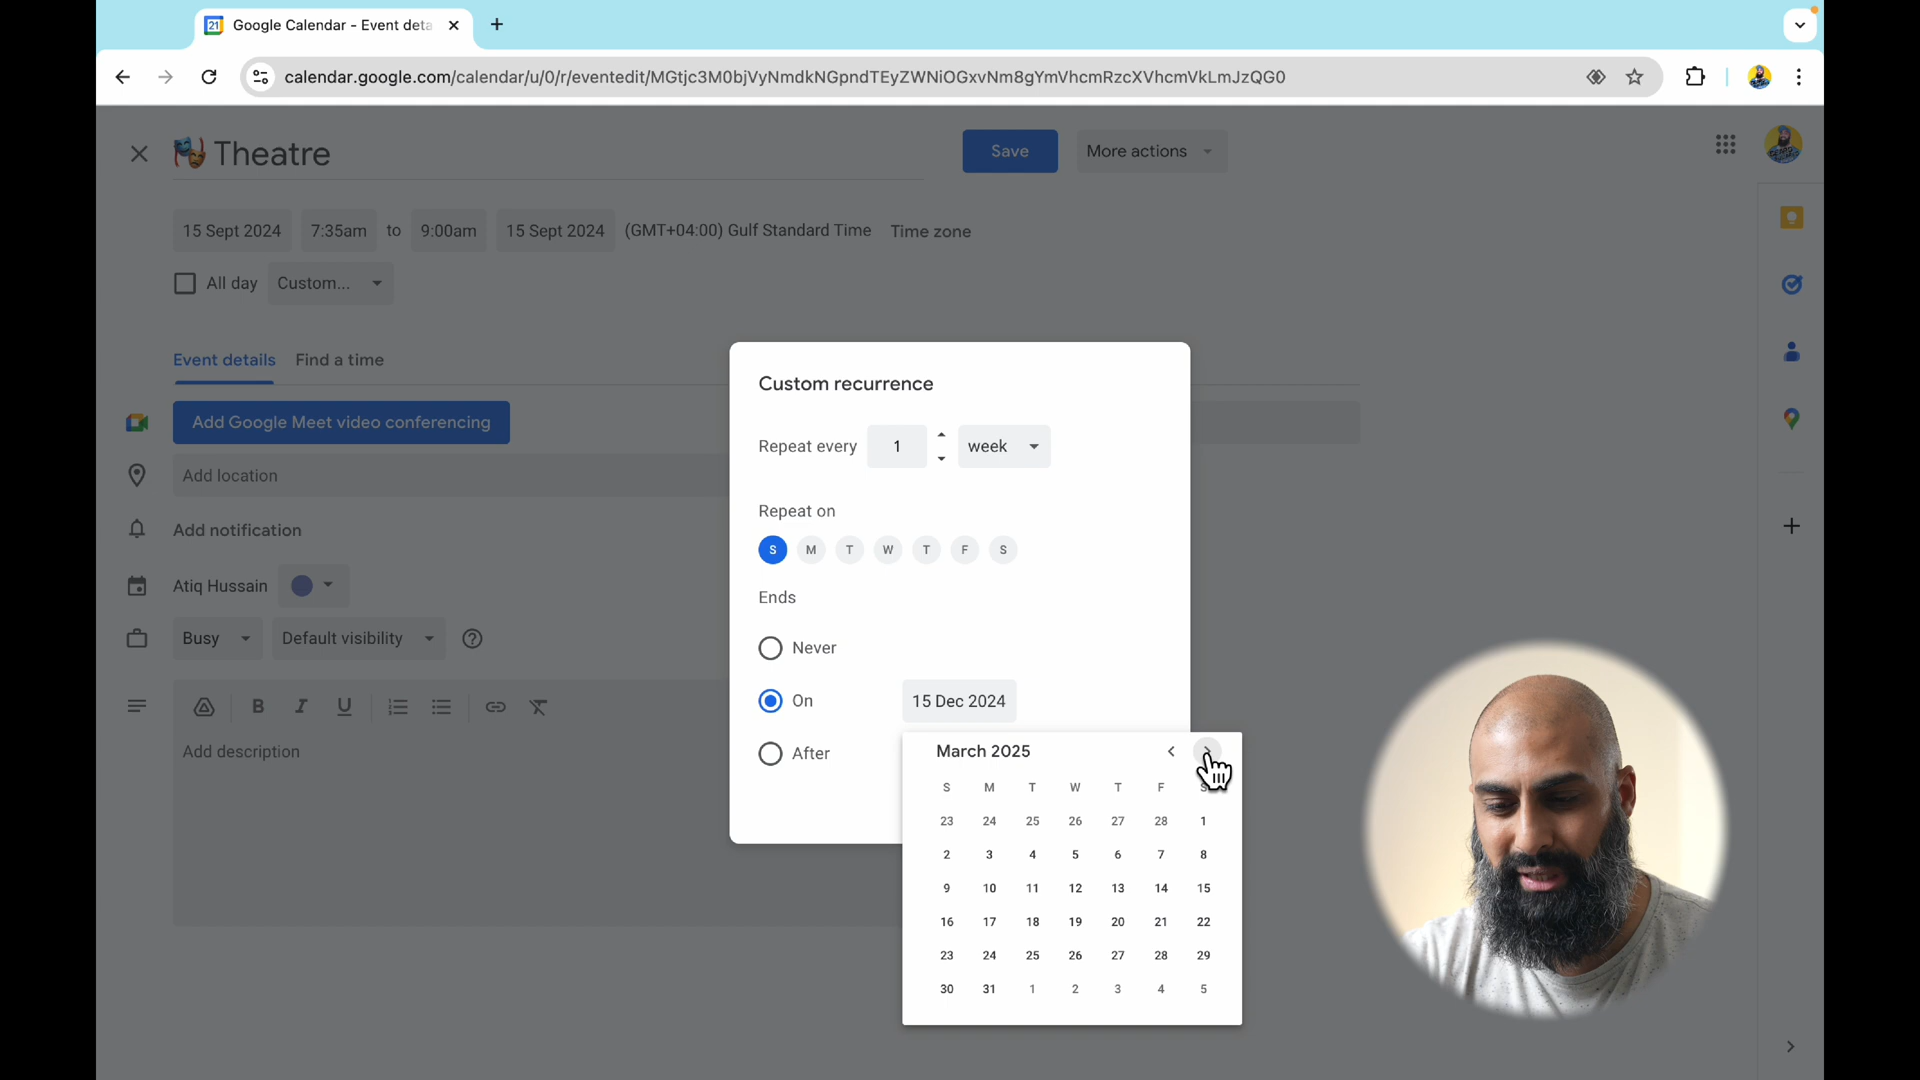 21 Google Calendar - Event deta
calendar.google.com/calendar/u/0/r/eventedit/MGtjc3M0bjVyNmdkNGpndTEyZWNiOGxvNm8gYmVhcmRzcXVhcmVkLmJzQG0
Theatre
Save More actions
15 Sept 2024 7:35am to 9:00am 15 Sept 2024 (GMT+04:00) Gulf Standard Time Time zone
All day Custom...
Event details Find a time
Add Google Meet video conferencing
Add location
Add notification
Atiq Hussain
Busy Default visibility
B I U
Add description
Custom recurrence
Repeat every 1 week
Repeat on
S M T W T F S
Ends
Never
On 15 Dec 2024
After
March 2025
S M T W T F S
23 24 25 26 27 28 1
2 3 4 5 6 7 8
9 10 11 12 13 14 15
16 17 18 19 20 21 22
23 24 25 26 27 28 29
30 31 1 2 3 4 5